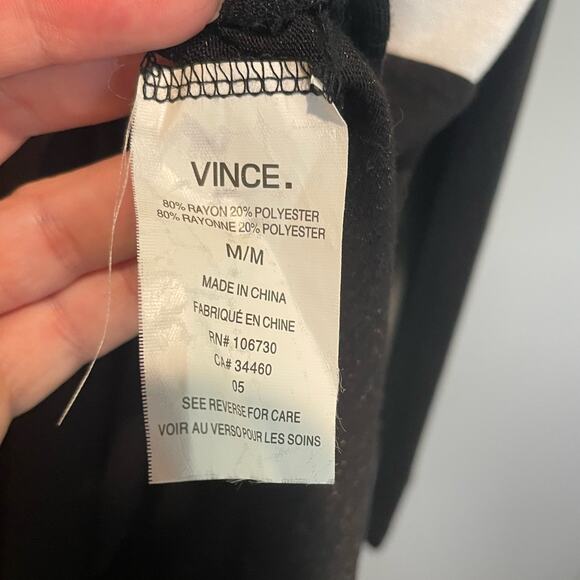 VINCE.
80% RAYON 20% POLYESTER
80% RAYONNE 20% POLYESTER
M/M
MADE IN CHINA
FABRIQUÉ EN CHINE
RN# 106730
CA# 34460
05
SEE REVERSE FOR CARE
VOIR AU VERSO POUR LES SOINS